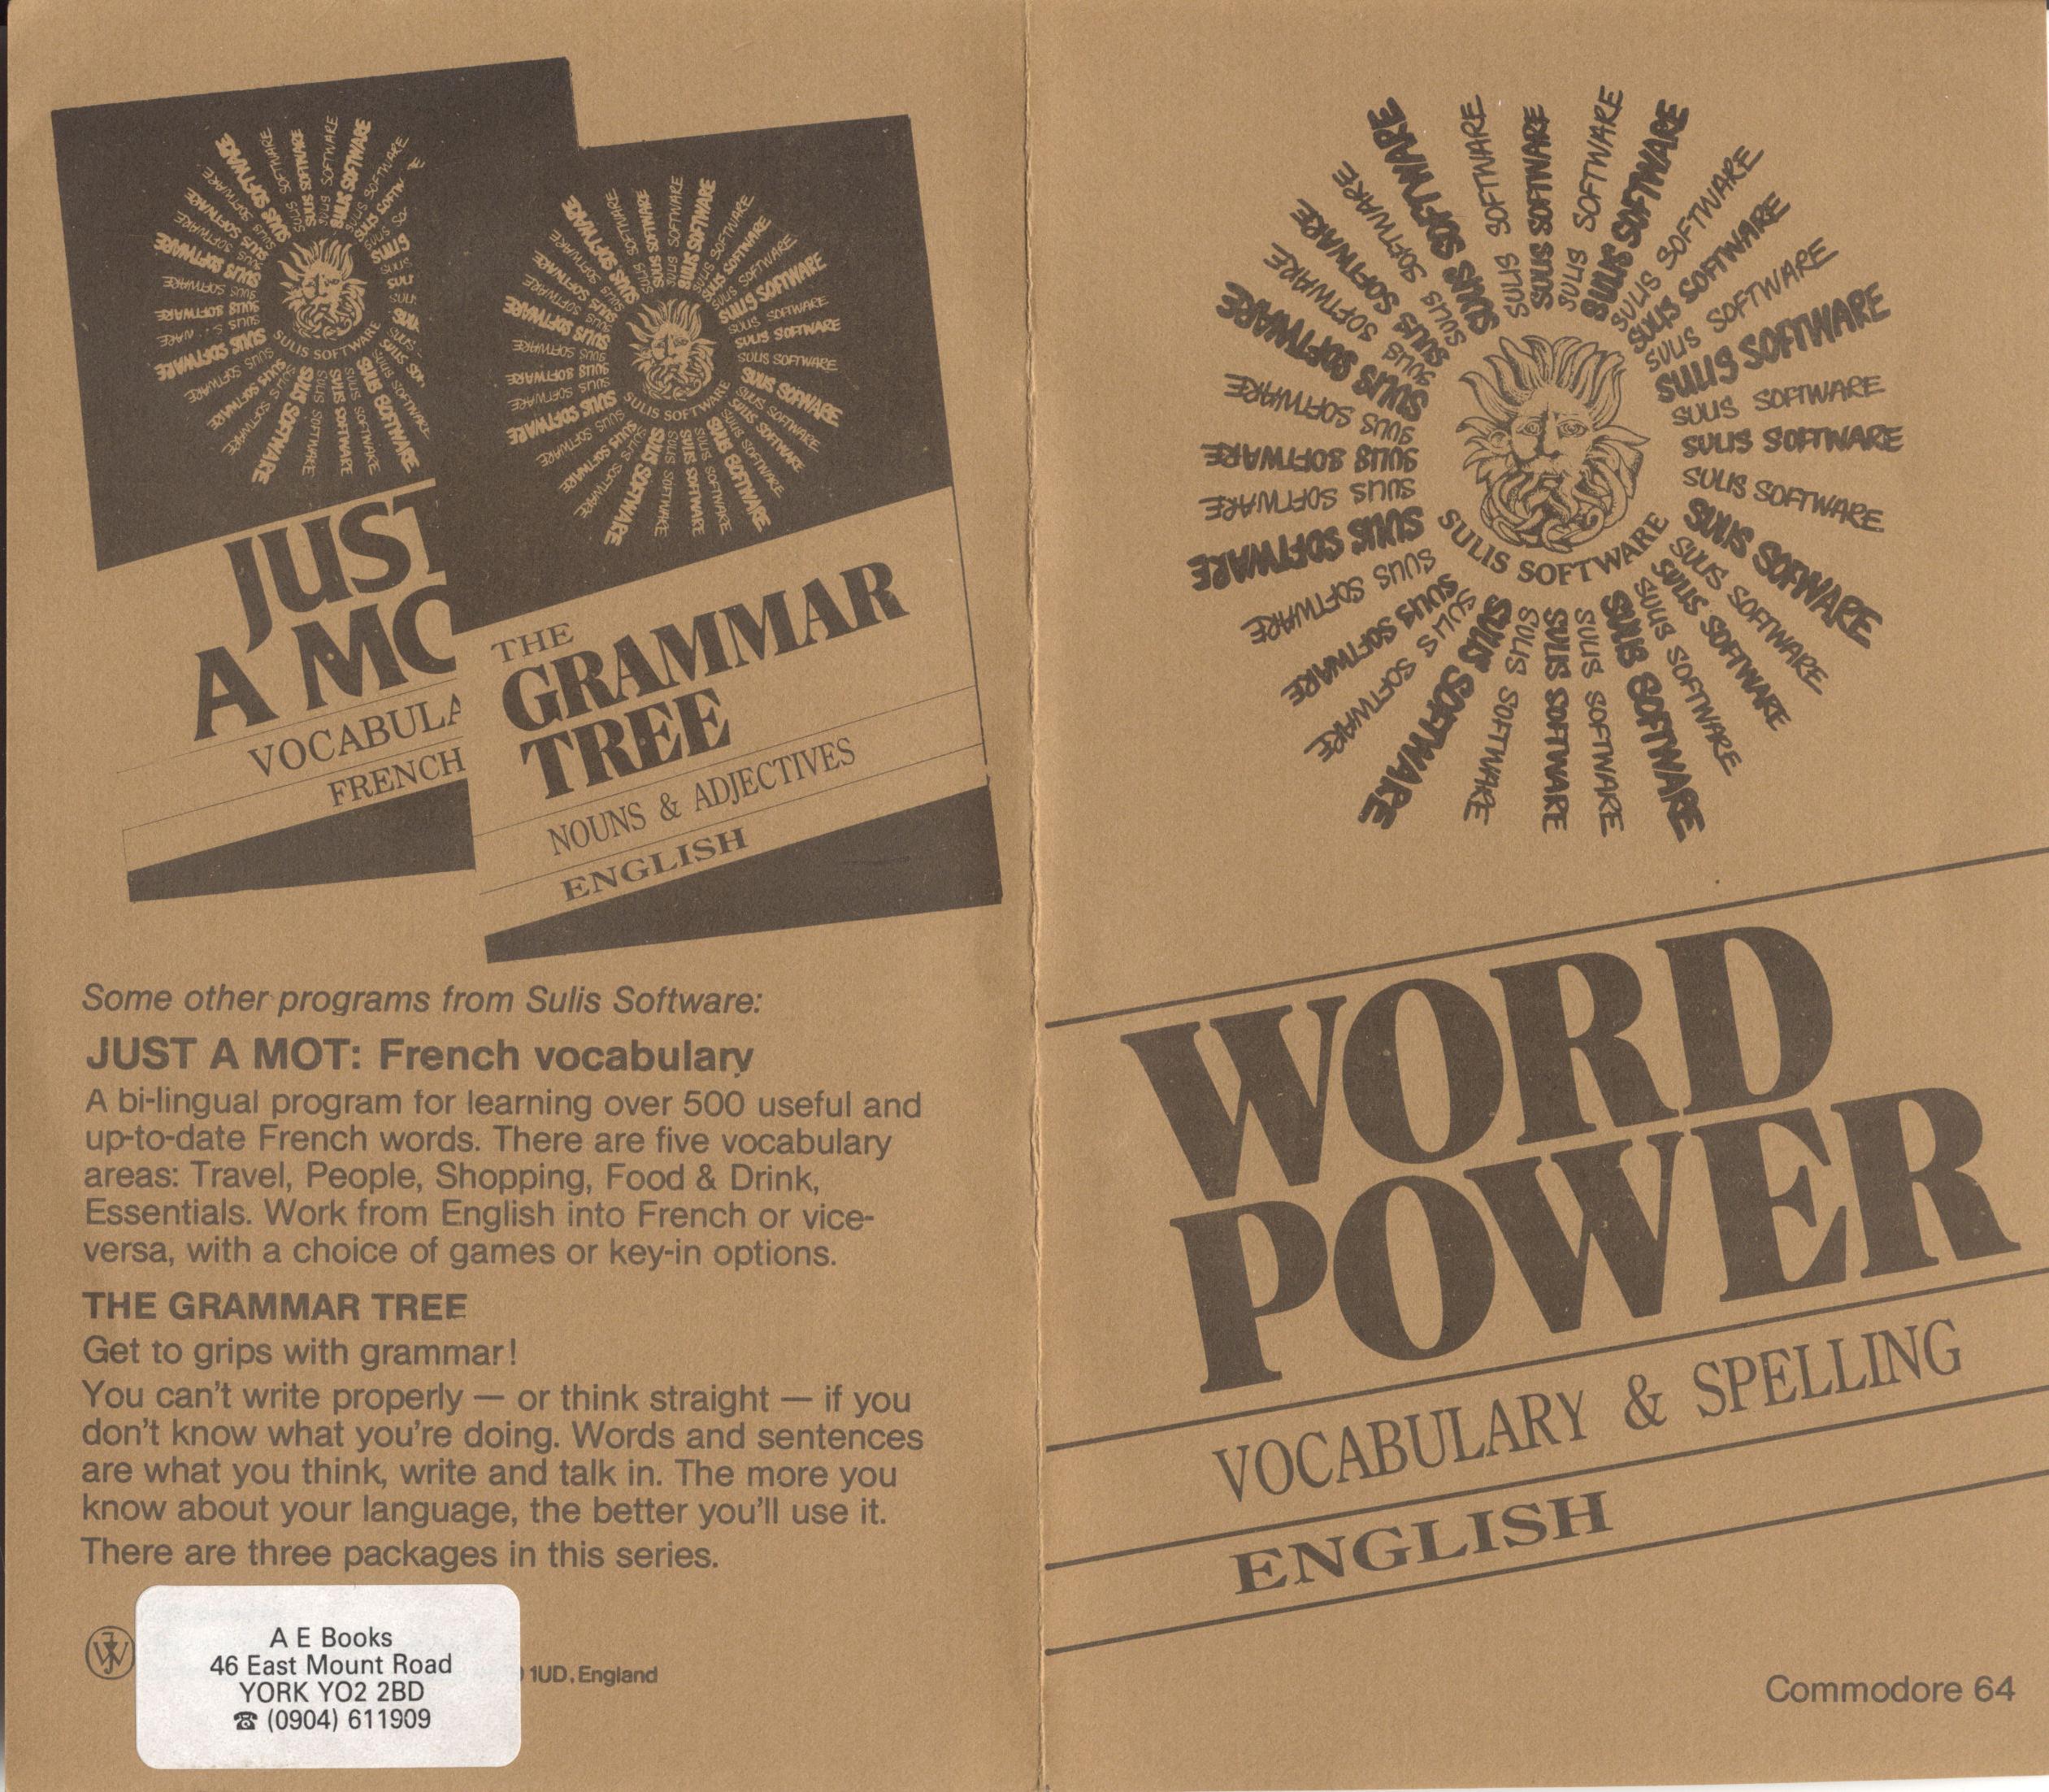 JUST
A MO
VOCABULA
FRENCH
SULIS SOFTWARE
THE
GRAMMAR
TREE
NOUNS & ADJECTIVES
ENGLISH
SULIS SOFTWARE
Some other programs from Sulis Software:
JUST A MOT: French vocabulary
A bi-lingual program for learning over 500 useful and
up-to-date French words. There are five vocabulary
areas: Travel, People, Shopping, Food & Drink,
Essentials. Work from English into French or vice-
versa, with a choice of games or key-in options.
THE GRAMMAR TREE
Get to grips with grammar!
You can't write properly — or think straight — if you
don't know what you're doing. Words and sentences
are what you think, write and talk in. The more you
know about your language, the better you'll use it.
There are three packages in this series.
A E Books
46 East Mount Road
YORK YO2 2BD
☎ (0904) 611909
1UD, England
SULIS SOFTWARE
SULIS SOFTWARE
WORD
POWER
VOCABULARY & SPELLING
ENGLISH
Commodore 64